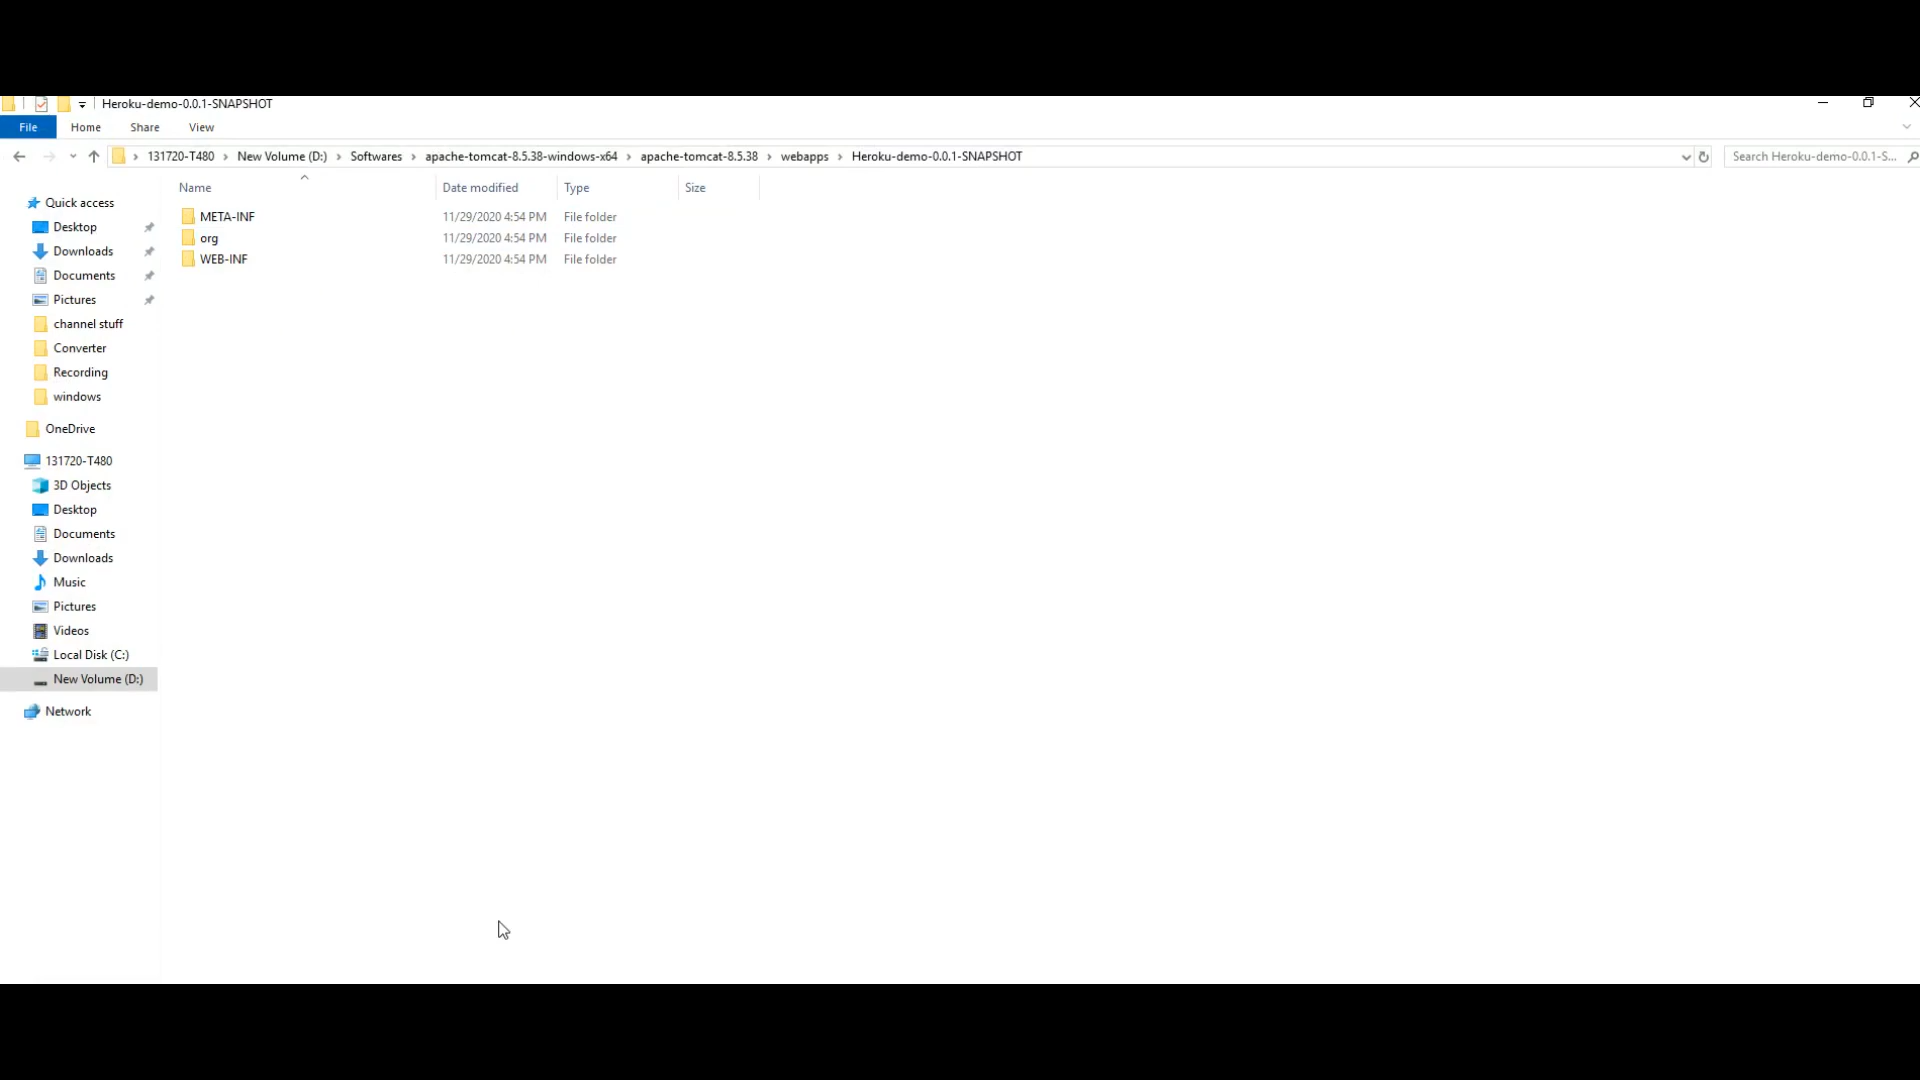 Heroku-demo-0.0.1-SNAPSHOT
File Home Share View
131720-T480 New Volume (D:) Softwares apache-tomcat-8.5.38-windows-x64 apache-tomcat-8.5.38 webapps Heroku-demo-0.0.1-SNAPSHOT Search Heroku-demo-0.0.1-S...
Name Date modified Type Size
META-INF 11/29/2020 4:54 PM File folder
org 11/29/2020 4:54 PM File folder
WEB-INF 11/29/2020 4:54 PM File folder
Quick access
Desktop
Downloads
Documents
Pictures
channel stuff
Converter
Recording
windows
OneDrive
131720-T480
3D Objects
Desktop
Documents
Downloads
Music
Pictures
Videos
Local Disk (C:)
New Volume (D:)
Network